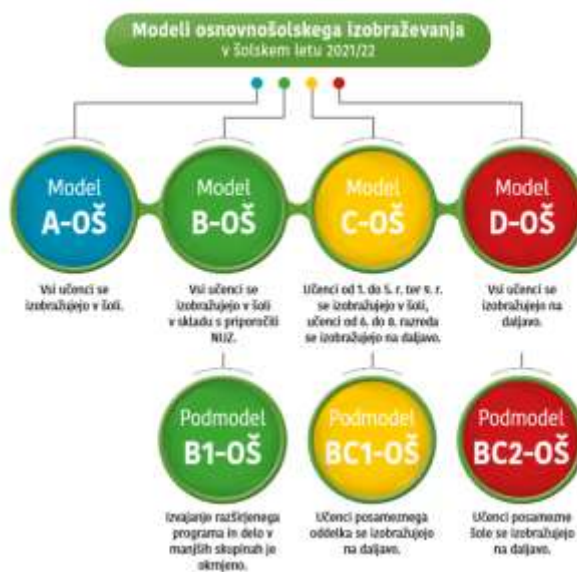 Modeli osnovnošolskega izobraževanja
v šolskem letu 2021/22
Model
A-OŠ
Vsi učenci se
izobražujejo v šoli.
Model
B-OŠ
Vsi učenci se
izobražujejo v šoli
v skladu s priporočili
NIJZ.
Model
C-OŠ
Učenci od 1. do 5. r. ter 9. r.
se izobražujejo v šoli,
učenci od 6. do 8. razreda
se izobražujejo na daljavo.
Model
D-OŠ
Vsi učenci se
izobražujejo na
daljavo.
Podmodel
B1-OŠ
Izvajanje razširjenega
programa in delo v
manjših skupinah je
okrnjeno.
Podmodel
BC1-OŠ
Učenci posameznega
oddelka se izobražujejo
na daljavo.
Podmodel
BC2-OŠ
Učenci posamezne
šole se izobražujejo
na daljavo.